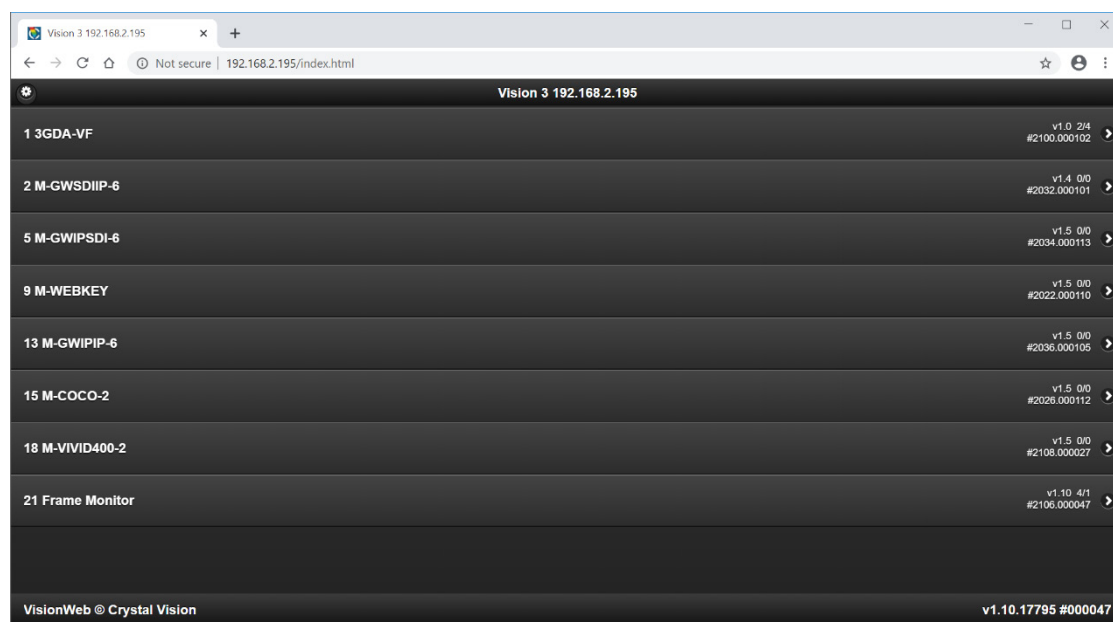 Vision 3 192.168.2.195
Not secure 192.168.2.195/index.html
Vision 3 192.168.2.195
1 3GDA-VF
v1.0 2/4
#2100.000102
2 M-GWSDIIP-6
v1.4 0/0
#2032.000101
5 M-GWIPSDI-6
v1.5 0/0
#2034.000113
9 M-WEBKEY
v1.5 0/0
#2022.000110
13 M-GWIPIP-6
v1.5 0/0
#2036.000105
15 M-COCO-2
v1.5 0/0
#2026.000112
18 M-VIVID400-2
v1.5 0/0
#2108.000027
21 Frame Monitor
v1.10 4/1
#2106.000047
VisionWeb © Crystal Vision
v1.10.17795 #000047